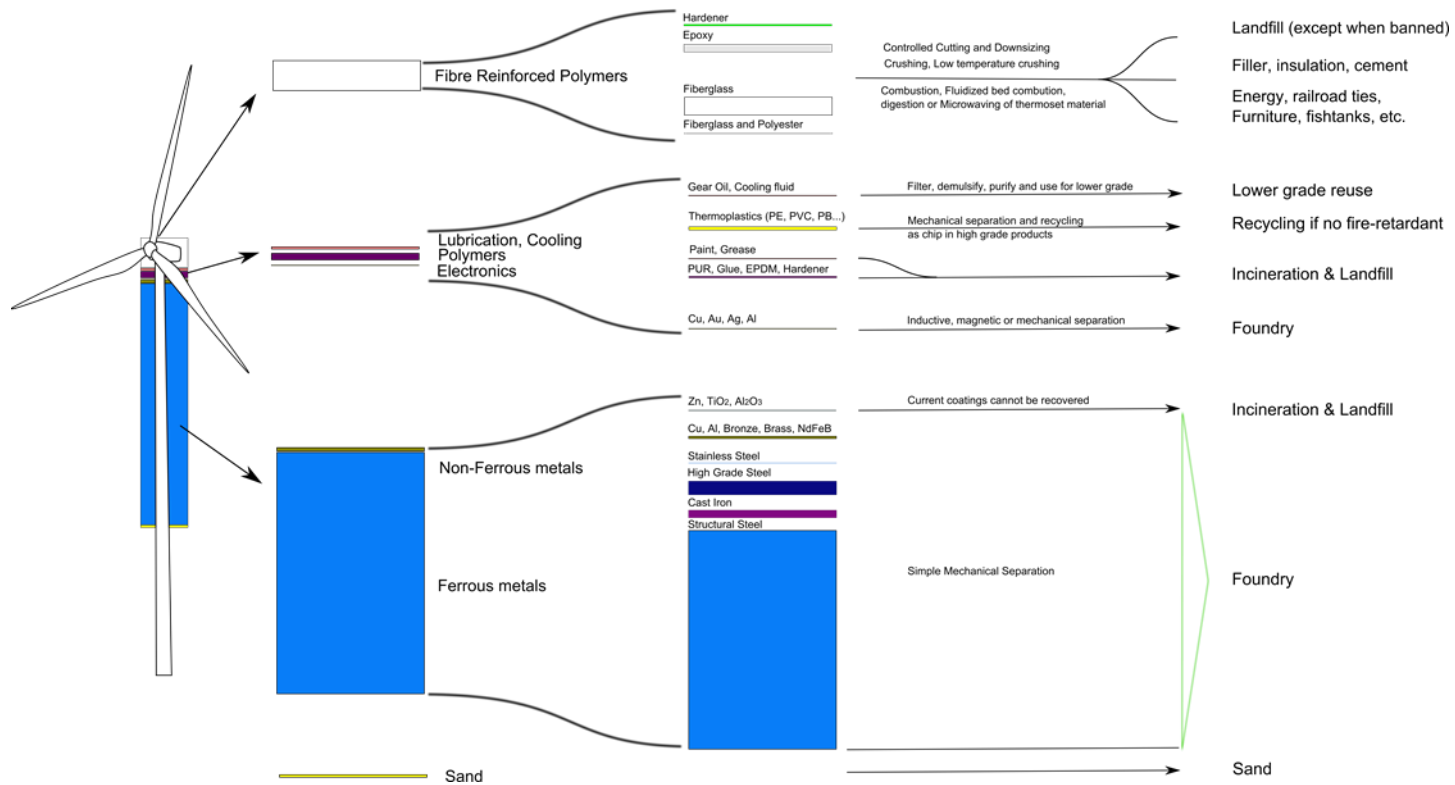 Hardener
Epoxy
Fiberglass
Fiberglass and Polyester
Fibre Reinforced Polymers
Controlled Cutting and Downsizing
Crushing, Low temperature crushing
Combustion, Fluidized bed combution,
digestion or Microwaving of thermoset material
Landfill (except when banned)
Filler, insulation, cement
Energy, railroad ties,
Furniture, fishtanks, etc.
Lubrication, Cooling
Polymers
Electronics
Gear Oil, Cooling fluid
Filter, demulsify, purify and use for lower grade
Lower grade reuse
Thermoplastics (PE, PVC, PB...)
Mechanical separation and recycling
as chip in high grade products
Recycling if no fire-retardant
Paint, Grease
PUR, Glue, EPDM, Hardener
Incineration & Landfill
Cu, Au, Ag, Al
Inductive, magnetic or mechanical separation
Foundry
Zn, TiO2, Al2O3
Current coatings cannot be recovered
Incineration & Landfill
Cu, Al, Bronze, Brass, NdFeB
Non-Ferrous metals
Stainless Steel
High Grade Steel
Cast Iron
Structural Steel
Ferrous metals
Simple Mechanical Separation
Foundry
Sand
Sand